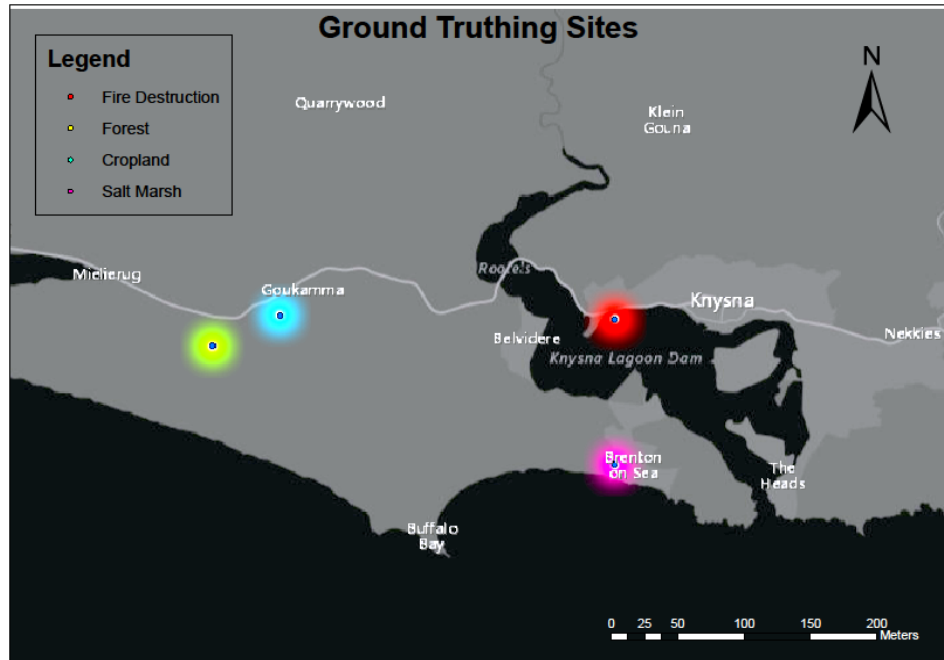 Ground Truthing Sites
Legend
Fire Destruction
Forest
Cropland
Salt Marsh
N
Quarrywood
Klein
Gouna
Mielierug
Goukamma
Knysna
Belvidere
Knysna Lagoon Dam
Nekkies
Brenton
on Sea
The
Heads
Buffalo
Bay
0 25 50 100 150 200
Meters